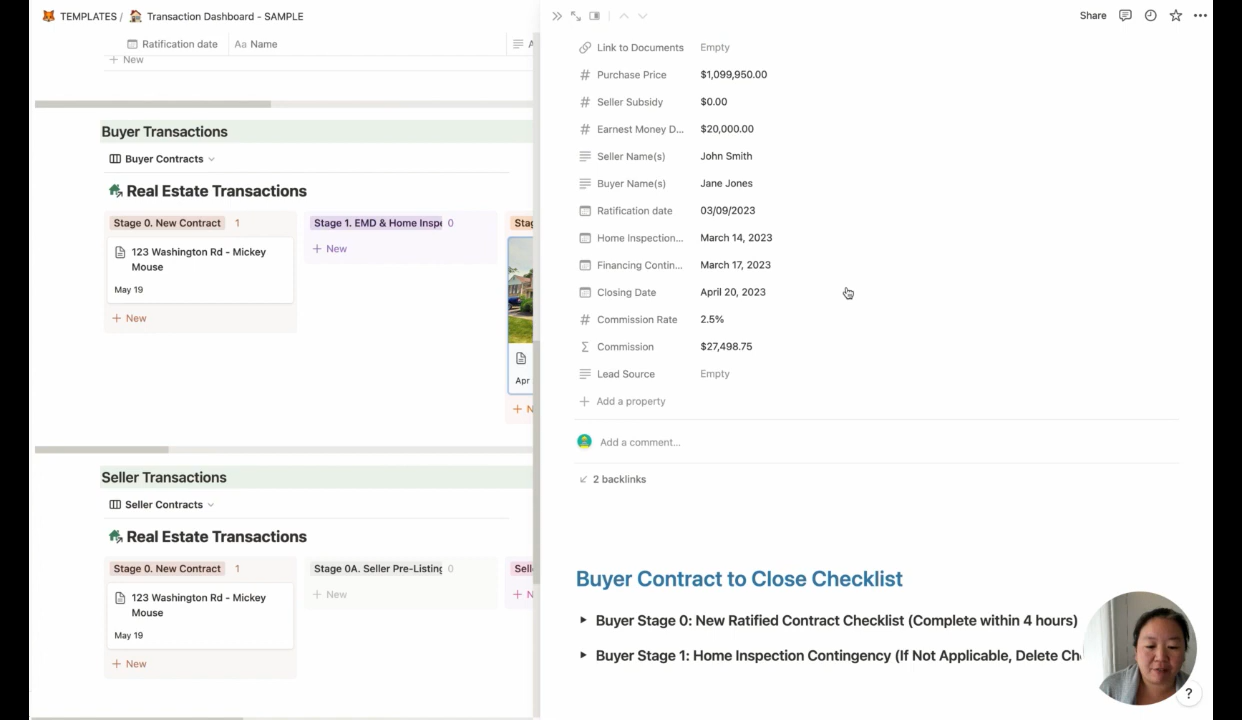 TEMPLATES / Transaction Dashboard - SAMPLE
Share
Ratification date
Aa Name
A
+ New
Buyer Transactions
Buyer Contracts
Real Estate Transactions
Stage 0. New Contract 1
Stage 1. EMD & Home Inspe 0
Stag
123 Washington Rd - Mickey
Mouse
May 19
+ New
+ New
Apr
+ N
Seller Transactions
Seller Contracts
Real Estate Transactions
Stage 0. New Contract 1
Stage 0A. Seller Pre-Listing 0
Sell
123 Washington Rd - Mickey
Mouse
May 19
+ New
+ New
+ N
Link to Documents Empty
# Purchase Price $1,099,950.00
# Seller Subsidy $0.00
# Earnest Money D... $20,000.00
Seller Name(s) John Smith
Buyer Name(s) Jane Jones
Ratification date 03/09/2023
Home Inspection... March 14, 2023
Financing Contin... March 17, 2023
Closing Date April 20, 2023
# Commission Rate 2.5%
Σ Commission $27,498.75
Lead Source Empty
+ Add a property
Add a comment...
2 backlinks
Buyer Contract to Close Checklist
Buyer Stage 0: New Ratified Contract Checklist (Complete within 4 hours)
Buyer Stage 1: Home Inspection Contingency (If Not Applicable, Delete Ch
?